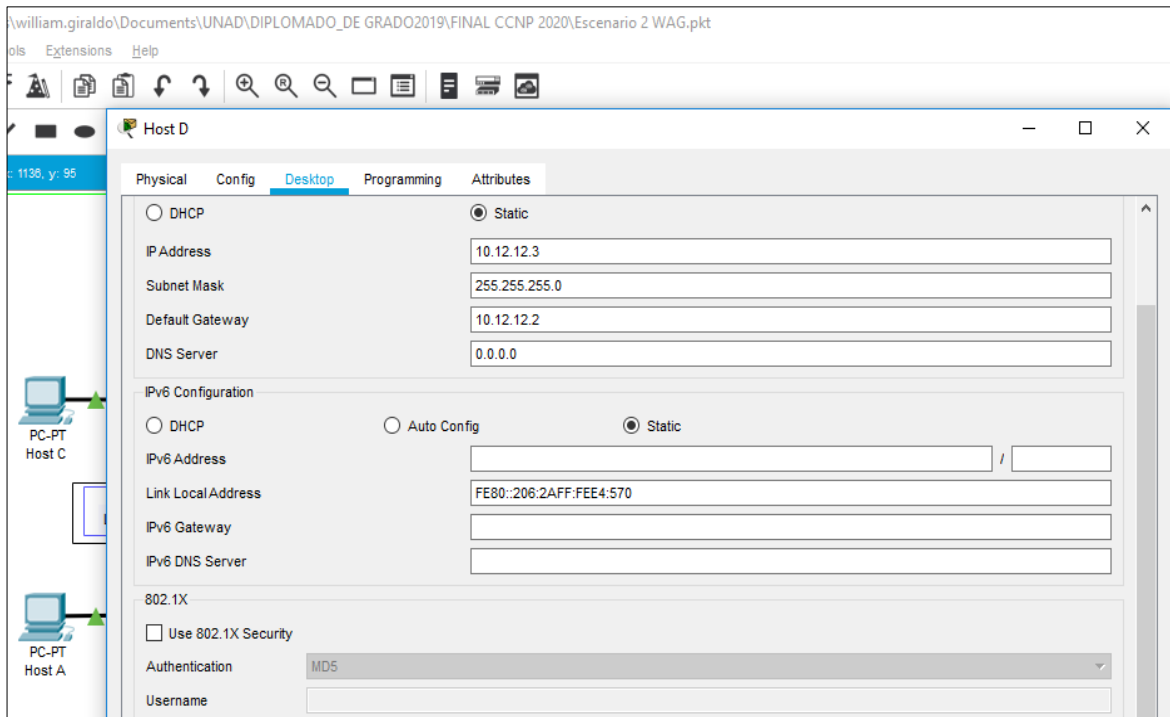 \william.giraldo\Documents\UNAD\DIPLOMADO_DE GRADO2019\FINAL CCNP 2020\Escenario 2 WAG.pkt
ols Extensions Help
Host D
: 1136, y: 95
Physical Config Desktop Programming Attributes
DHCP Static
IP Address 10.12.12.3
Subnet Mask 255.255.255.0
Default Gateway 10.12.12.2
DNS Server 0.0.0.0
IPv6 Configuration
DHCP Auto Config Static
IPv6 Address /
Link Local Address FE80::206:2AFF:FEE4:570
IPv6 Gateway
IPv6 DNS Server
802.1X
Use 802.1X Security
Authentication MD5
Username
PC-PT
Host C
PC-PT
Host A